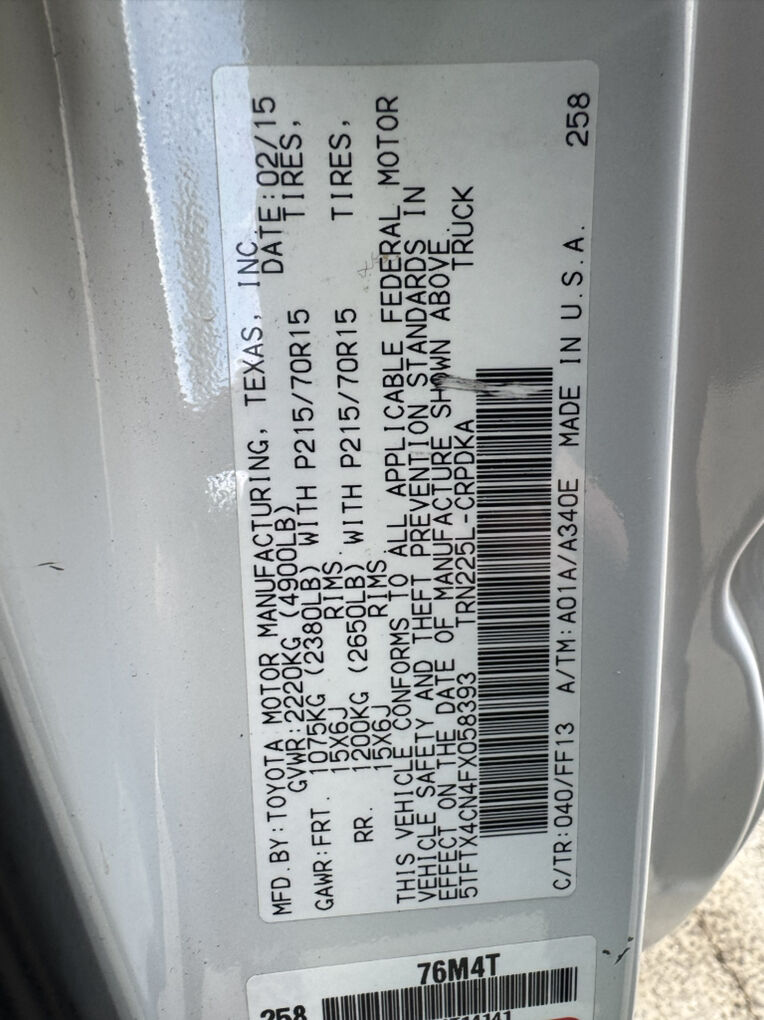 MFD.BY:TOYOTA MOTOR MANUFACTURING, TEXAS, INC.
GVWR:2220KG (4900LB) DATE:02/15
GAWR:FRT. 1075KG (2380LB) WITH P215/70R15 TIRES,
15X6J RIMS.
RR. 1200KG (2650LB) WITH P215/70R15 TIRES,
15X6J RIMS.
THIS VEHICLE CONFORMS TO ALL APPLICABLE FEDERAL MOTOR
VEHICLE SAFETY AND THEFT PREVENTION STANDARDS IN
EFFECT ON THE DATE OF MANUFACTURE SHOWN ABOVE.
5TFTX4CN4FX058393 TRN225L-CRPDKA TRUCK
C/TR:040/FF13 A/TM:A01A/A340E MADE IN U.S.A. 258
76M4T
258